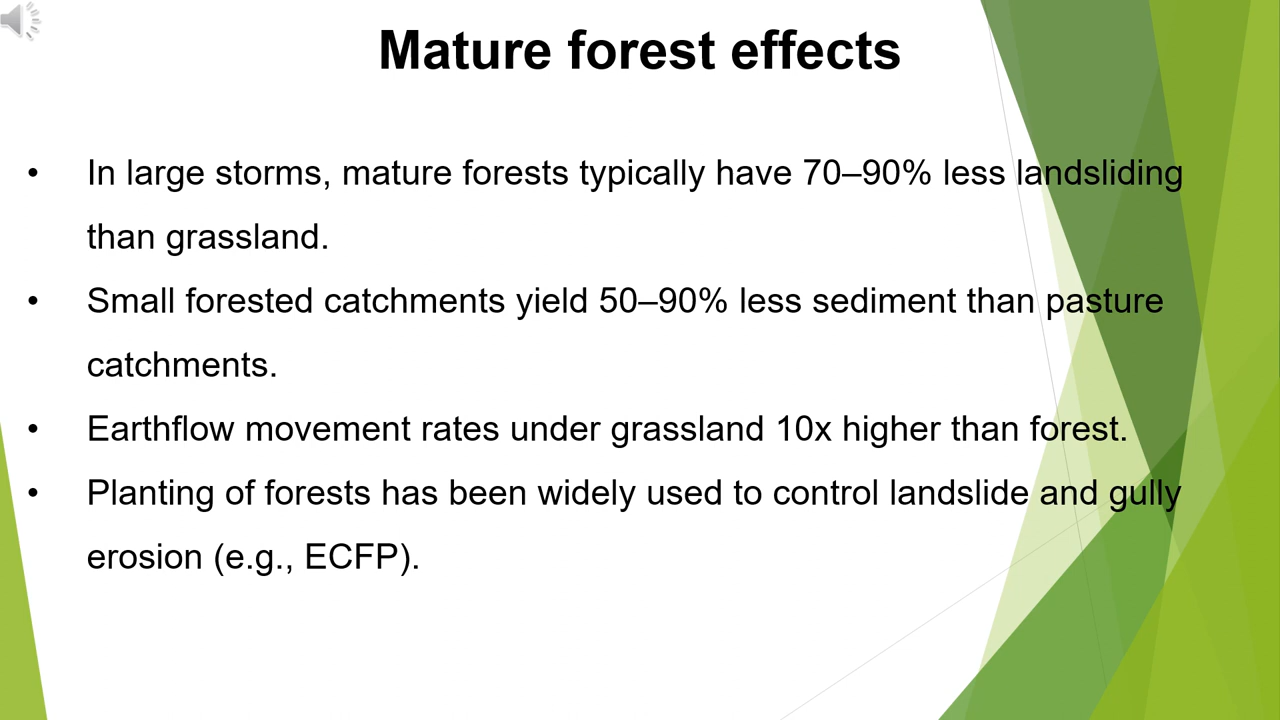 Mature forest effects
• In large storms, mature forests typically have 70–90% less landsliding
than grassland.
• Small forested catchments yield 50–90% less sediment than pasture
catchments.
• Earthflow movement rates under grassland 10x higher than forest.
• Planting of forests has been widely used to control landslide and gully
erosion (e.g., ECFP).